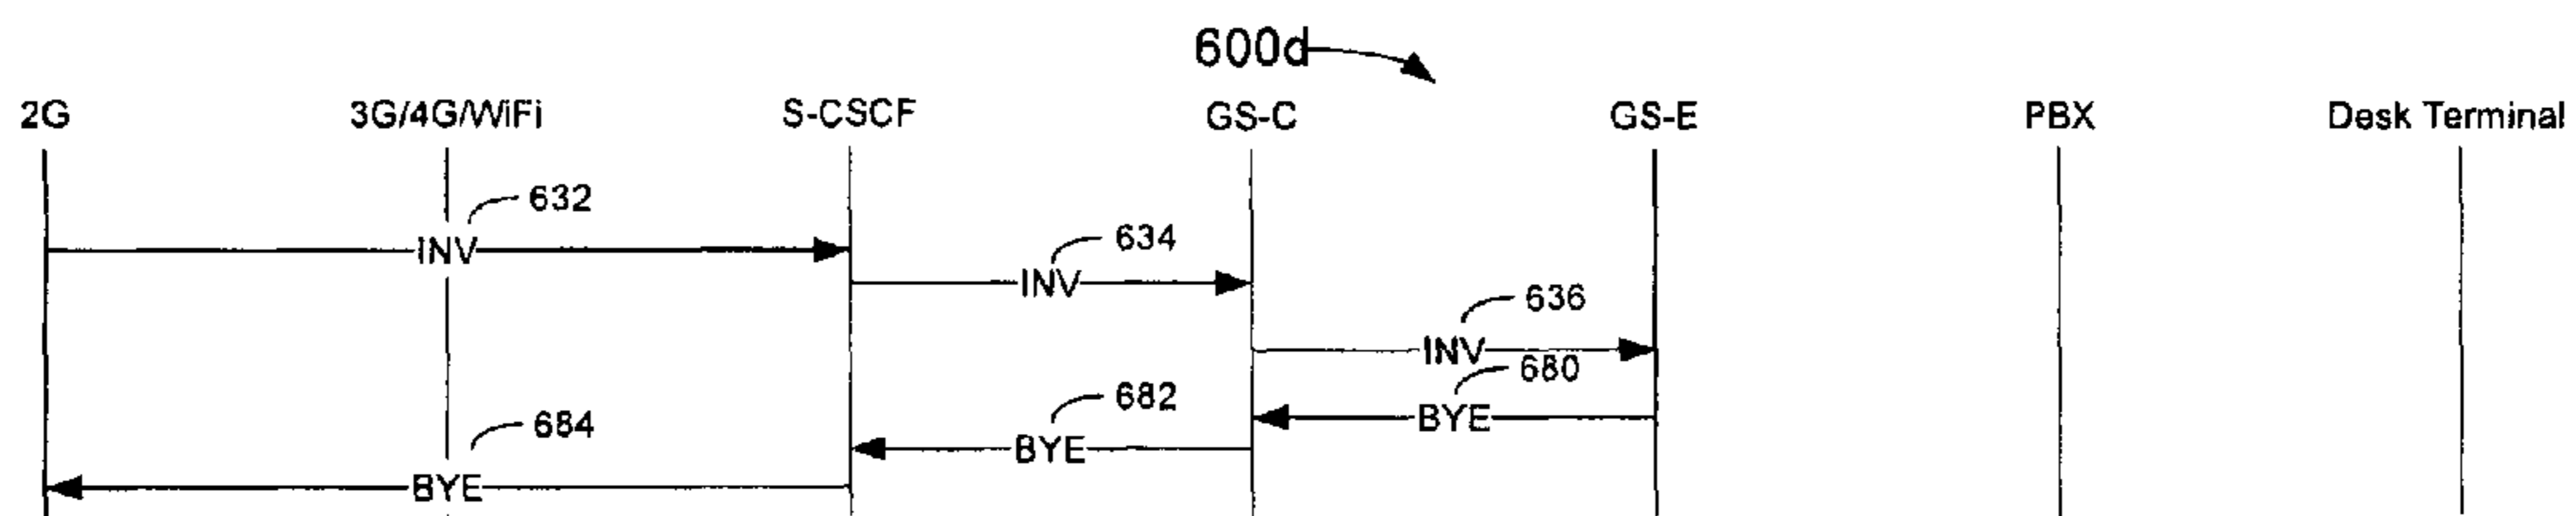 600d
2G 3G/4G/WiFi S-CSCF GS-C GS-E PBX Desk Terminal
632
INV
634
INV
636
INV
680
BYE
682
BYE
684
BYE